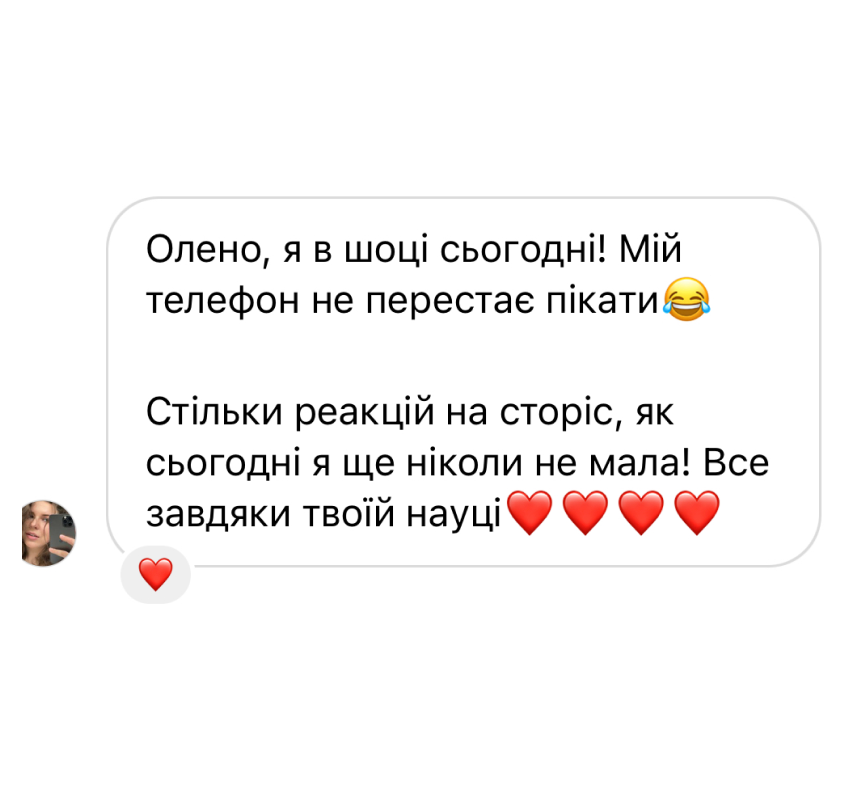 Олено, я в шоці сьогодні! Мій
телефон не перестає пікати😂
Стільки реакцій на сторіс, як
сьогодні я ще ніколи не мала! Все
завдяки твоїй науці❤️❤️❤️❤️
❤️